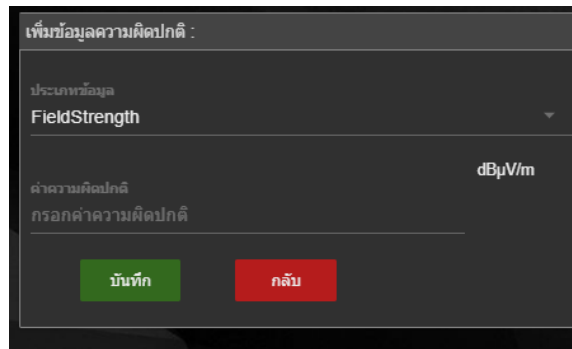 เพิ่มข้อมูลความผิดปกติ :
ประเภทข้อมูล
FieldStrength
dBµV/m
ค่าความผิดปกติ
กรอกค่าความผิดปกติ
บันทึก กลับ